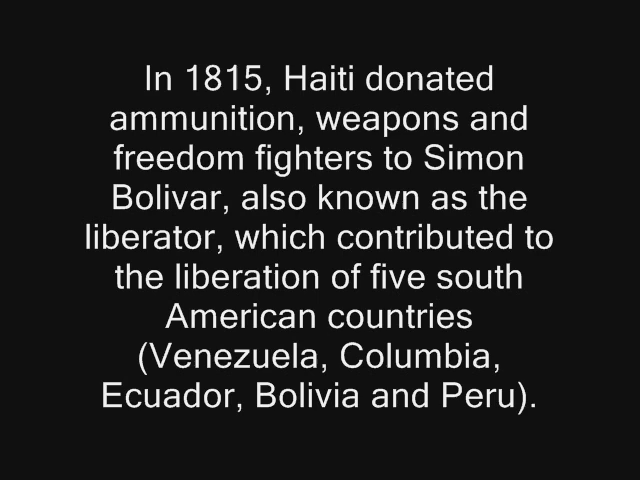 In 1815, Haiti donated
ammunition, weapons and
freedom fighters to Simon
Bolivar, also known as the
liberator, which contributed to
the liberation of five south
American countries
(Venezuela, Columbia,
Ecuador, Bolivia and Peru).